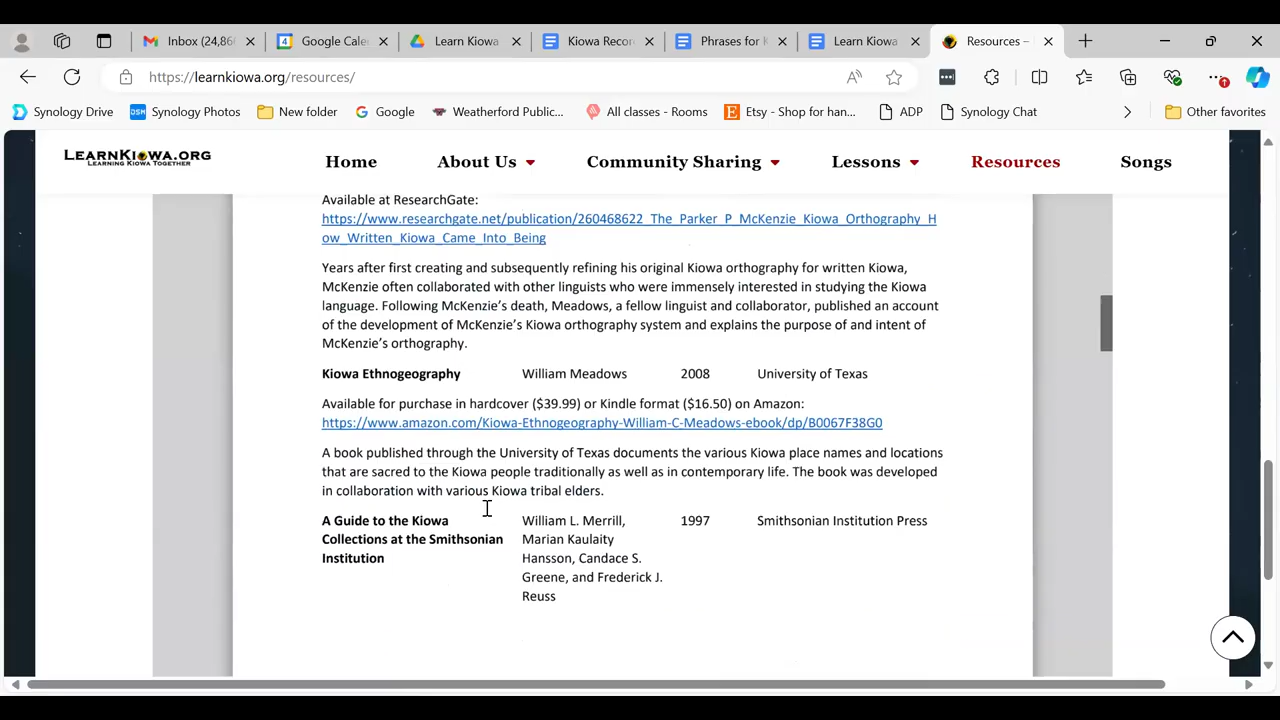 Inbox (24,86
Google Cale
Learn Kiowa
Kiowa Recor
Phrases for K
Learn Kiowa
Resources –
https://learnkiowa.org/resources/
Synology Drive
Synology Photos
New folder
Google
Weatherford Public...
All classes - Rooms
Etsy - Shop for han...
ADP
Synology Chat
Other favorites
LEARNKIOWA.ORG
LEARNING KIOWA TOGETHER
Home
About Us
Community Sharing
Lessons
Resources
Songs
Available at ResearchGate:
https://www.researchgate.net/publication/260468622_The_Parker_P_McKenzie_Kiowa_Orthography_H
ow_Written_Kiowa_Came_Into_Being
Years after first creating and subsequently refining his original Kiowa orthography for written Kiowa,
McKenzie often collaborated with other linguists who were immensely interested in studying the Kiowa
language. Following McKenzie's death, Meadows, a fellow linguist and collaborator, published an account
of the development of McKenzie's Kiowa orthography system and explains the purpose of and intent of
McKenzie's orthography.
Kiowa Ethnogeography William Meadows 2008 University of Texas
Available for purchase in hardcover ($39.99) or Kindle format ($16.50) on Amazon:
https://www.amazon.com/Kiowa-Ethnogeography-William-C-Meadows-ebook/dp/B0067F38G0
A book published through the University of Texas documents the various Kiowa place names and locations
that are sacred to the Kiowa people traditionally as well as in contemporary life. The book was developed
in collaboration with various Kiowa tribal elders.
A Guide to the Kiowa William L. Merrill, 1997 Smithsonian Institution Press
Collections at the Smithsonian Marian Kaulaity
Institution Hansson, Candace S.
Greene, and Frederick J.
Reuss